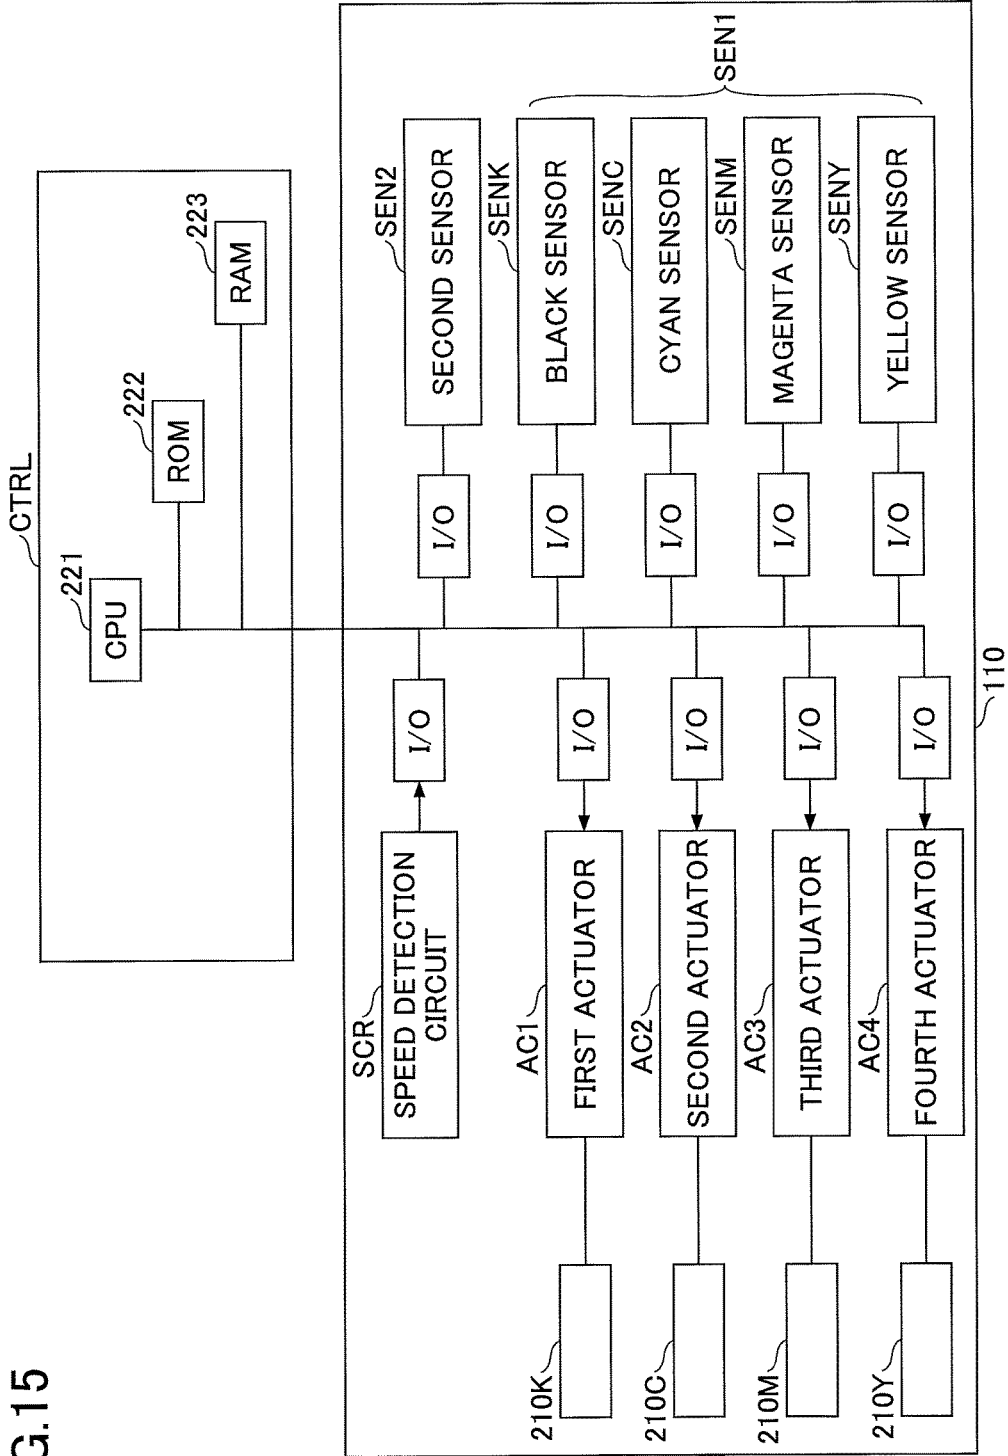 G.15
CTRL
221
CPU
222
ROM
223
RAM
SCR
SPEED DETECTION
CIRCUIT
I/O
I/O
SEN2
SECOND SENSOR
210K
AC1
FIRST ACTUATOR
I/O
I/O
SENK
BLACK SENSOR
210C
AC2
SECOND ACTUATOR
I/O
I/O
SENC
CYAN SENSOR
210M
AC3
THIRD ACTUATOR
I/O
I/O
SENM
MAGENTA SENSOR
210Y
AC4
FOURTH ACTUATOR
I/O
I/O
SENY
YELLOW SENSOR
SEN1
110